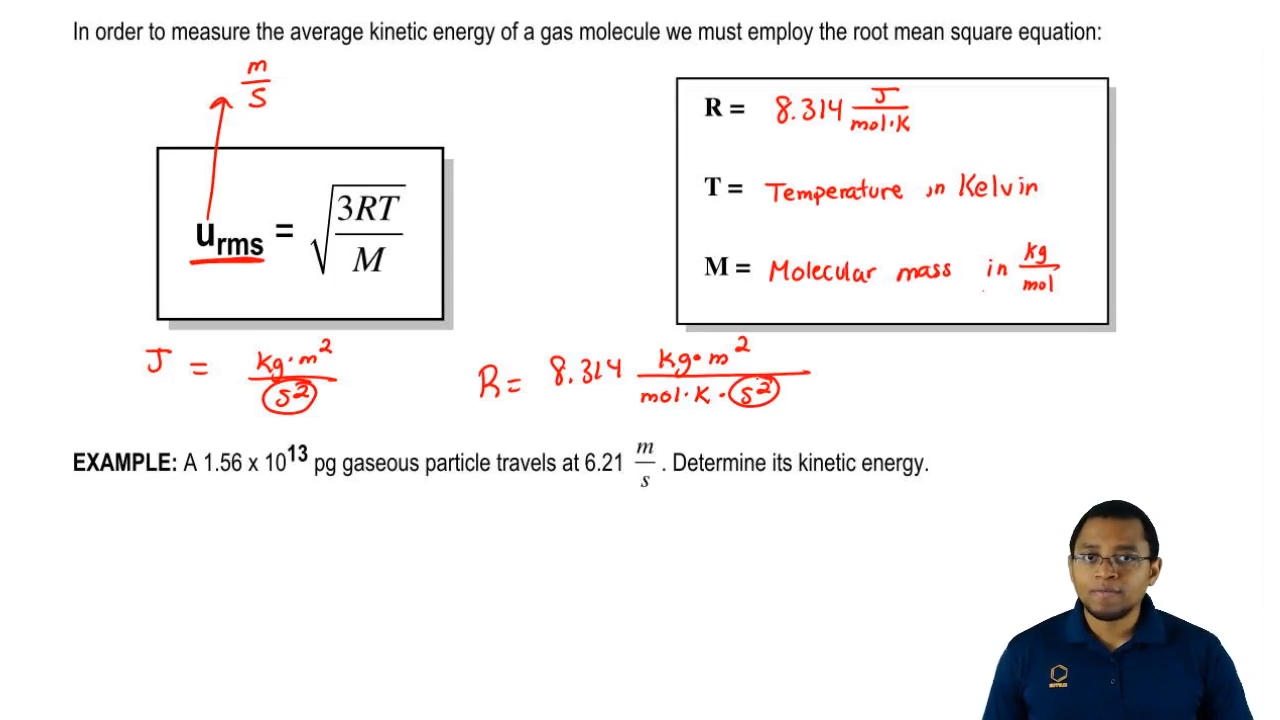 In order to measure the average kinetic energy of a gas molecule we must employ the root mean square equation:
m/s
u_rms = √(3RT/M)
R = 8.314 J/mol·K
T = Temperature in Kelvin
M = Molecular mass in kg/mol
J = kg·m²/s²
R = 8.314 kg·m²/mol·K·s²
EXAMPLE: A 1.56 x 10¹³ pg gaseous particle travels at 6.21 m/s. Determine its kinetic energy.